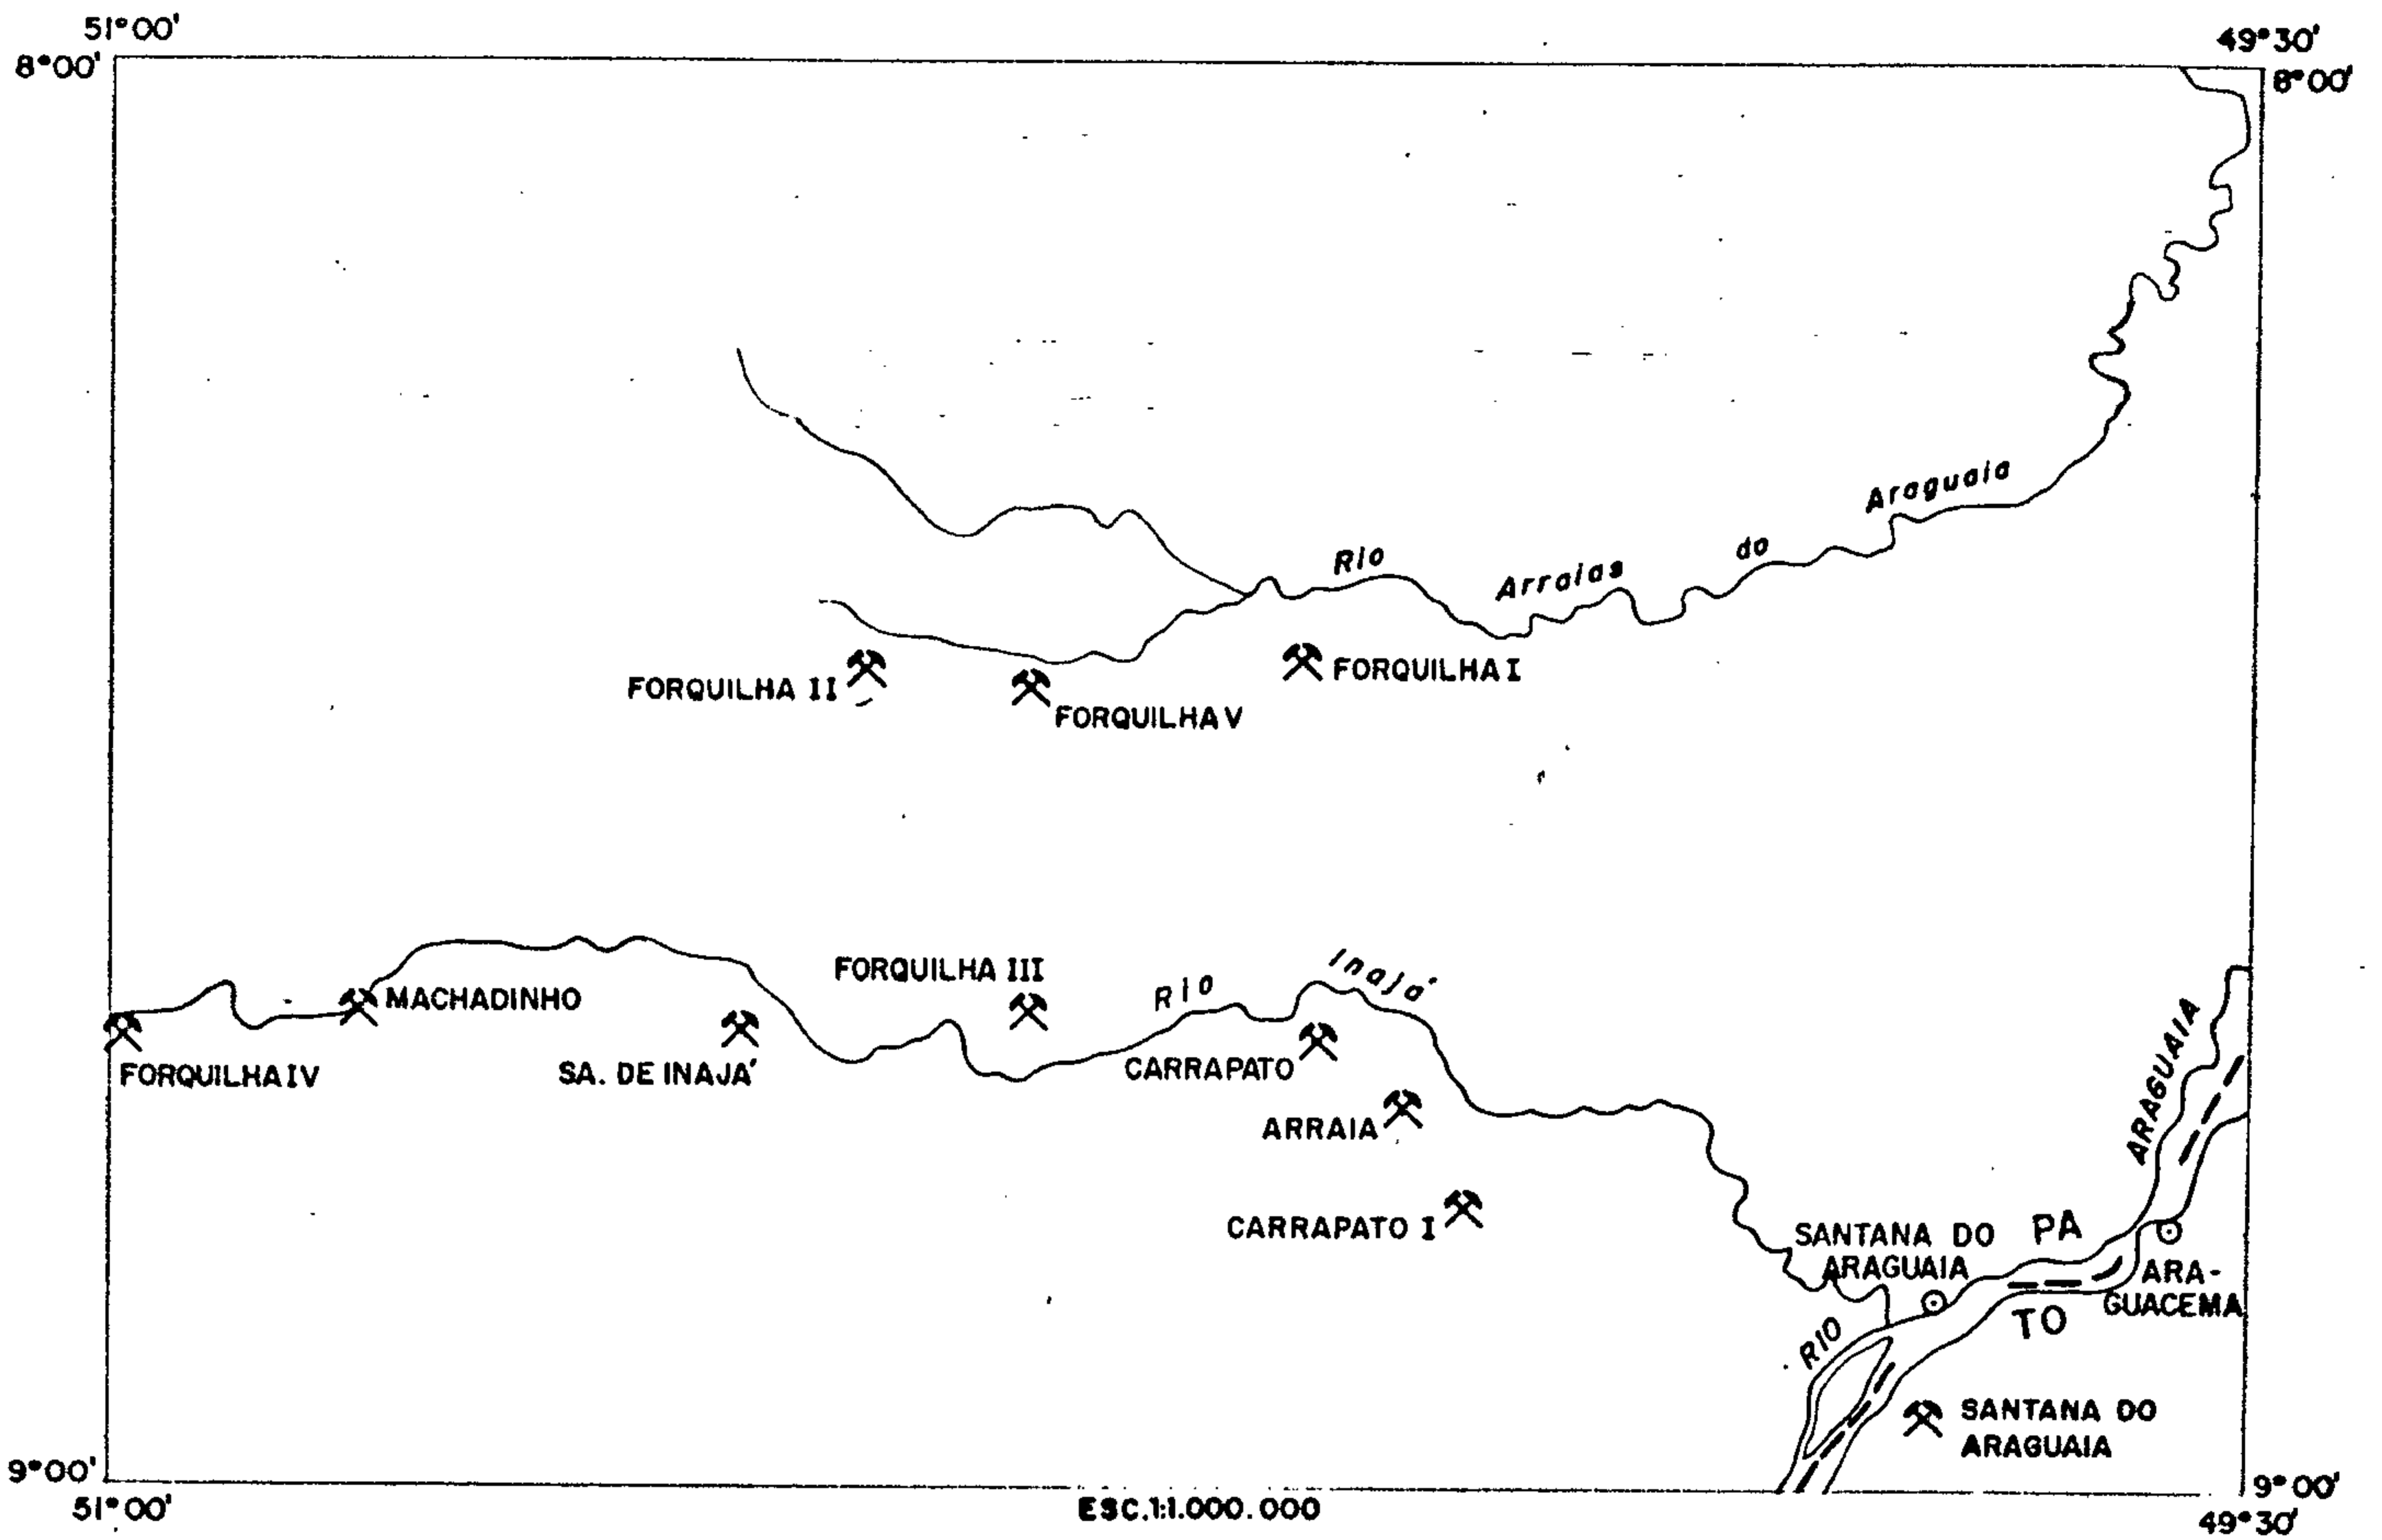 51°00'
49°30'
8°00'
8°00'
Araguaia
do
Rio
Arraias
FORQUILHA I
FORQUILHA II
FORQUILHA V
Inajá
FORQUILHA III
Rio
MACHADINHO
ARAGUAIA
CARRAPATO
FORQUILHA IV
SA. DE INAJÁ
ARRAIA
CARRAPATO I
PA
SANTANA DO
ARAGUAIA
ARA-
GUACEMA
TO
RIO
SANTANA DO
ARAGUAIA
9°00'
9°00'
51°00'
ESC.1:1.000.000
49°30'